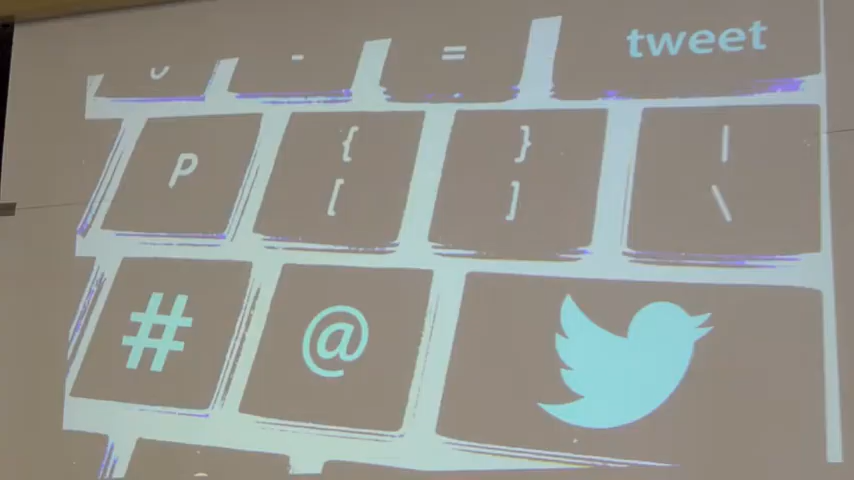 - = tweet
P { } |
[ ] \
# @